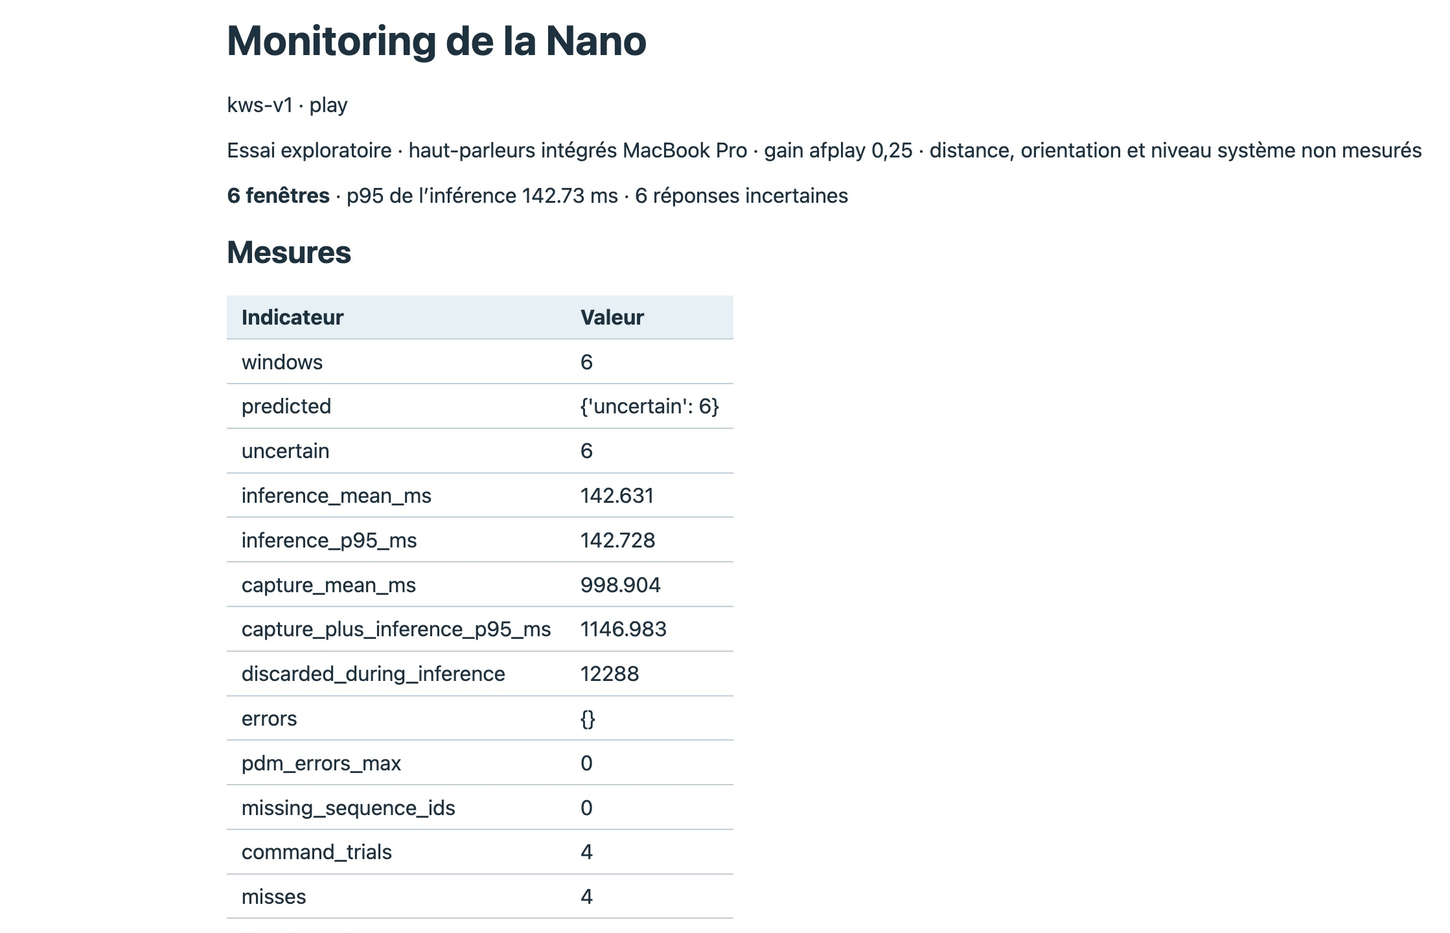 Monitoring de la Nano
kws-v1 · play
Essai exploratoire · haut-parleurs intégrés MacBook Pro · gain afplay 0,25 · distance, orientation et niveau système non mesurés
6 fenêtres · p95 de l’inférence 142.73 ms · 6 réponses incertaines
Mesures
Indicateur Valeur
windows 6
predicted {'uncertain': 6}
uncertain 6
inference_mean_ms 142.631
inference_p95_ms 142.728
capture_mean_ms 998.904
capture_plus_inference_p95_ms 1146.983
discarded_during_inference 12288
errors {}
pdm_errors_max 0
missing_sequence_ids 0
command_trials 4
misses 4